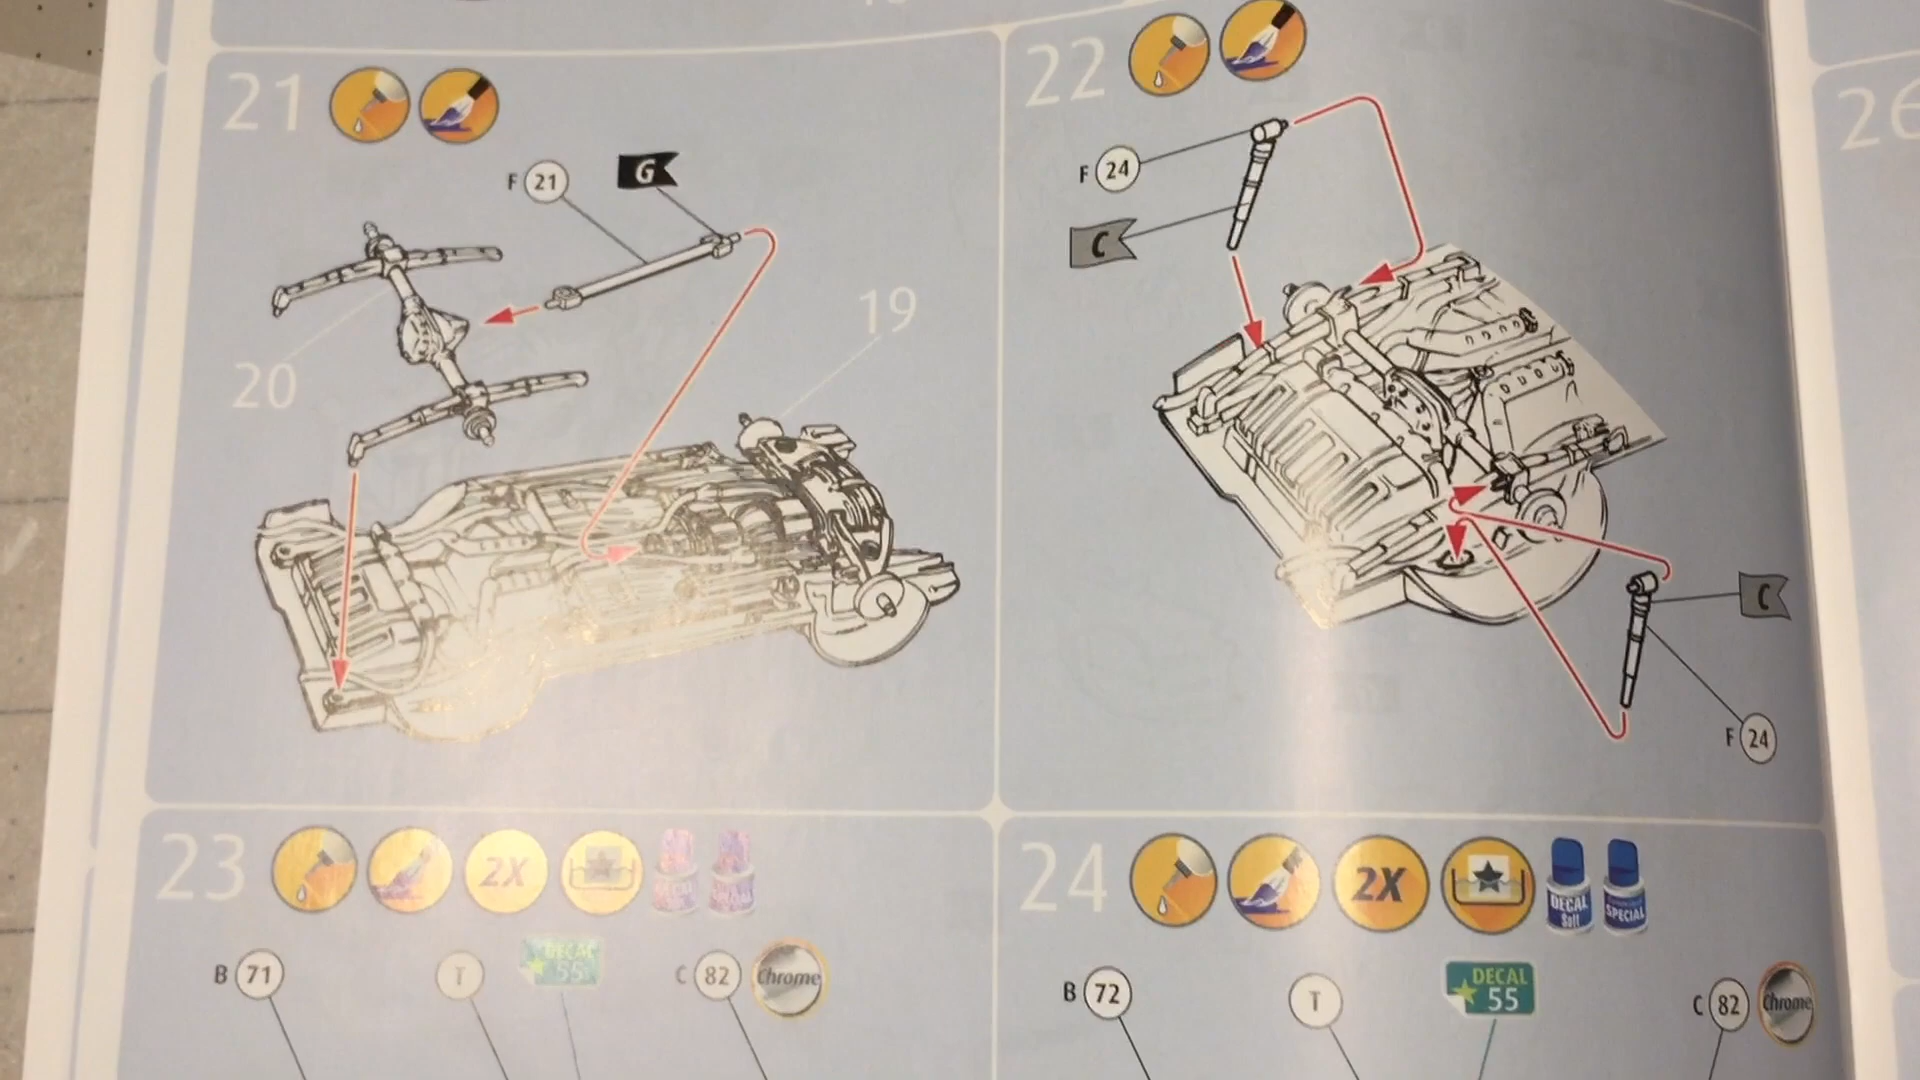 21
F 21
G
20
19
22
F 24
C
C
F 24
23
2X
B 71
T
DECAL
55
C 82
Chrome
24
2X
DECAL
Soft
SPECIAL
B 72
T
DECAL
55
C 82
Chrome
26